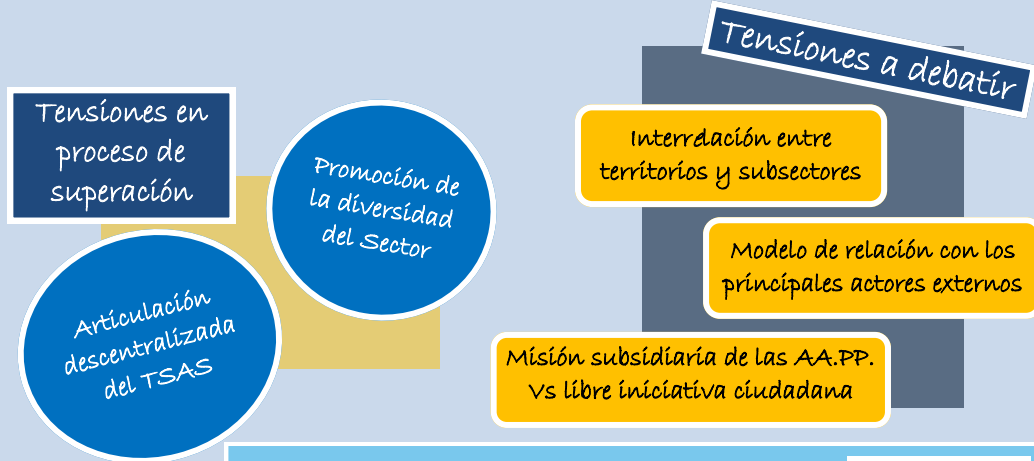 Tensiones en
proceso de
superación
Promoción de
la diversidad
del Sector
Articulación
descentralizada
del TSAS
Tensiones a debatir
Interrelación entre
territorios y subsectores
Modelo de relación con los
principales actores externos
Misión subsidiaria de las AA.PP.
Vs libre iniciativa ciudadana